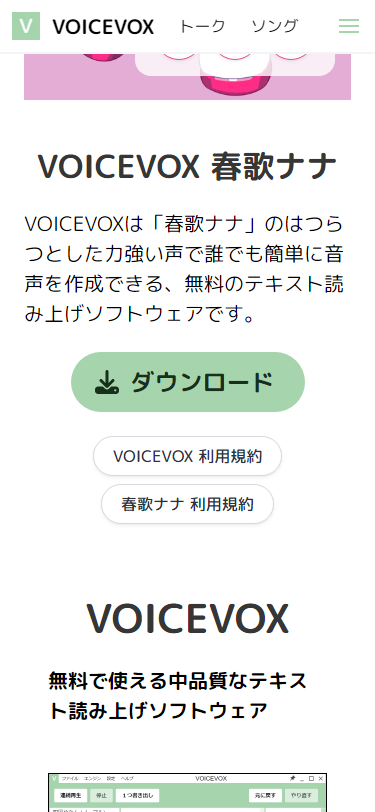 V VOICEVOX トーク ソング
VOICEVOX 春歌ナナ
VOICEVOXは「春歌ナナ」のはつら
つとした力強い声で誰でも簡単に音
声を作成できる、無料のテキスト読
み上げソフトウェアです。
ダウンロード
VOICEVOX 利用規約
春歌ナナ 利用規約
VOICEVOX
無料で使える中品質なテキス
ト読み上げソフトウェア
V ファイル エンジン 設定 ヘルプ VOICEVOX
連続再生 停止 1つ書き出し 元に戻す やり直す